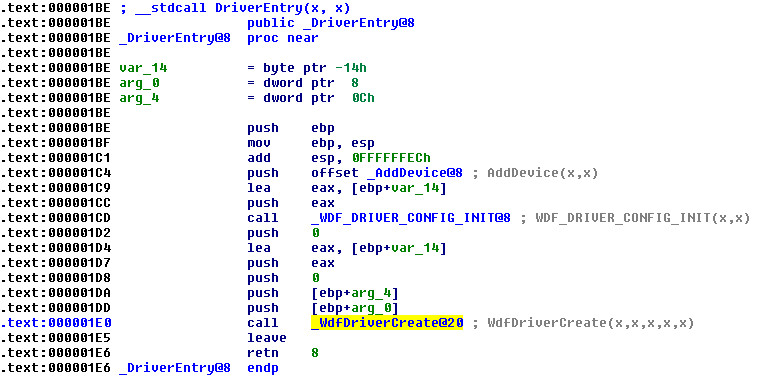 .text:000001BE ; __stdcall DriverEntry(x, x)
.text:000001BE public _DriverEntry@8
.text:000001BE _DriverEntry@8 proc near
.text:000001BE
.text:000001BE var_14 = byte ptr -14h
.text:000001BE arg_0 = dword ptr 8
.text:000001BE arg_4 = dword ptr 0Ch
.text:000001BE
.text:000001BE push ebp
.text:000001BF mov ebp, esp
.text:000001C1 add esp, 0FFFFFFECh
.text:000001C4 push offset _AddDevice@8 ; AddDevice(x,x)
.text:000001C9 lea eax, [ebp+var_14]
.text:000001CC push eax
.text:000001CD call _WDF_DRIVER_CONFIG_INIT@8 ; WDF_DRIVER_CONFIG_INIT(x,x)
.text:000001D2 push 0
.text:000001D4 lea eax, [ebp+var_14]
.text:000001D7 push eax
.text:000001D8 push 0
.text:000001DA push [ebp+arg_4]
.text:000001DD push [ebp+arg_0]
.text:000001E0 call _WdfDriverCreate@20 ; WdfDriverCreate(x,x,x,x,x)
.text:000001E5 leave
.text:000001E6 retn 8
.text:000001E6 _DriverEntry@8 endp